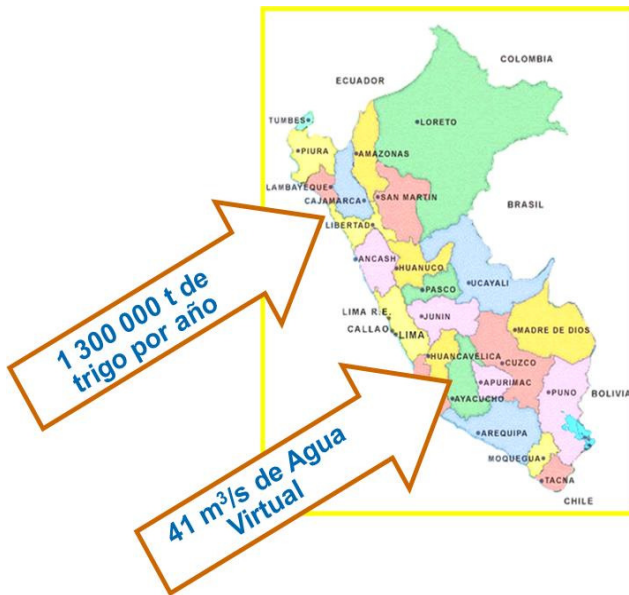 COLOMBIA
ECUADOR
TUMBES
LORETO
PIURA
AMAZONAS
LAMBAYEQUE
SAN MARTIN
CAJAMARCA
BRASIL
LIBERTAD
ANCASH
HUANUCO
UCAYALI
PASCO
LIMA R.E.
JUNIN
CALLAO
LIMA
MADRE DE DIOS
HUANCAVELICA
CUZCO
APURIMAC
PUNO
BOLIVIA
AYACUCHO
AREQUIPA
MOQUEGUA
TACNA
CHILE
1 300 000 t de
trigo por año
41 m³/s de Agua
Virtual